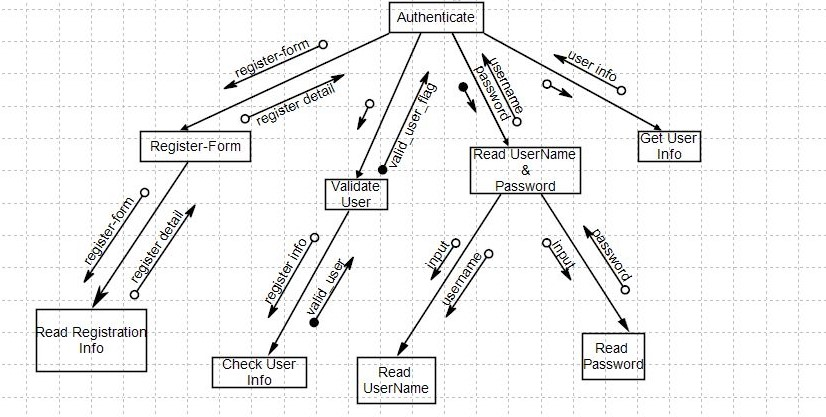 Authenticate
register-form
register detail
valid_user_flag
username
password
user info
Register-Form
Validate
User
Read UserName
&
Password
Get User
Info
register-form
register detail
register info
valid_user
input
username
input
password
Read Registration
Info
Check User
Info
Read
UserName
Read
Password